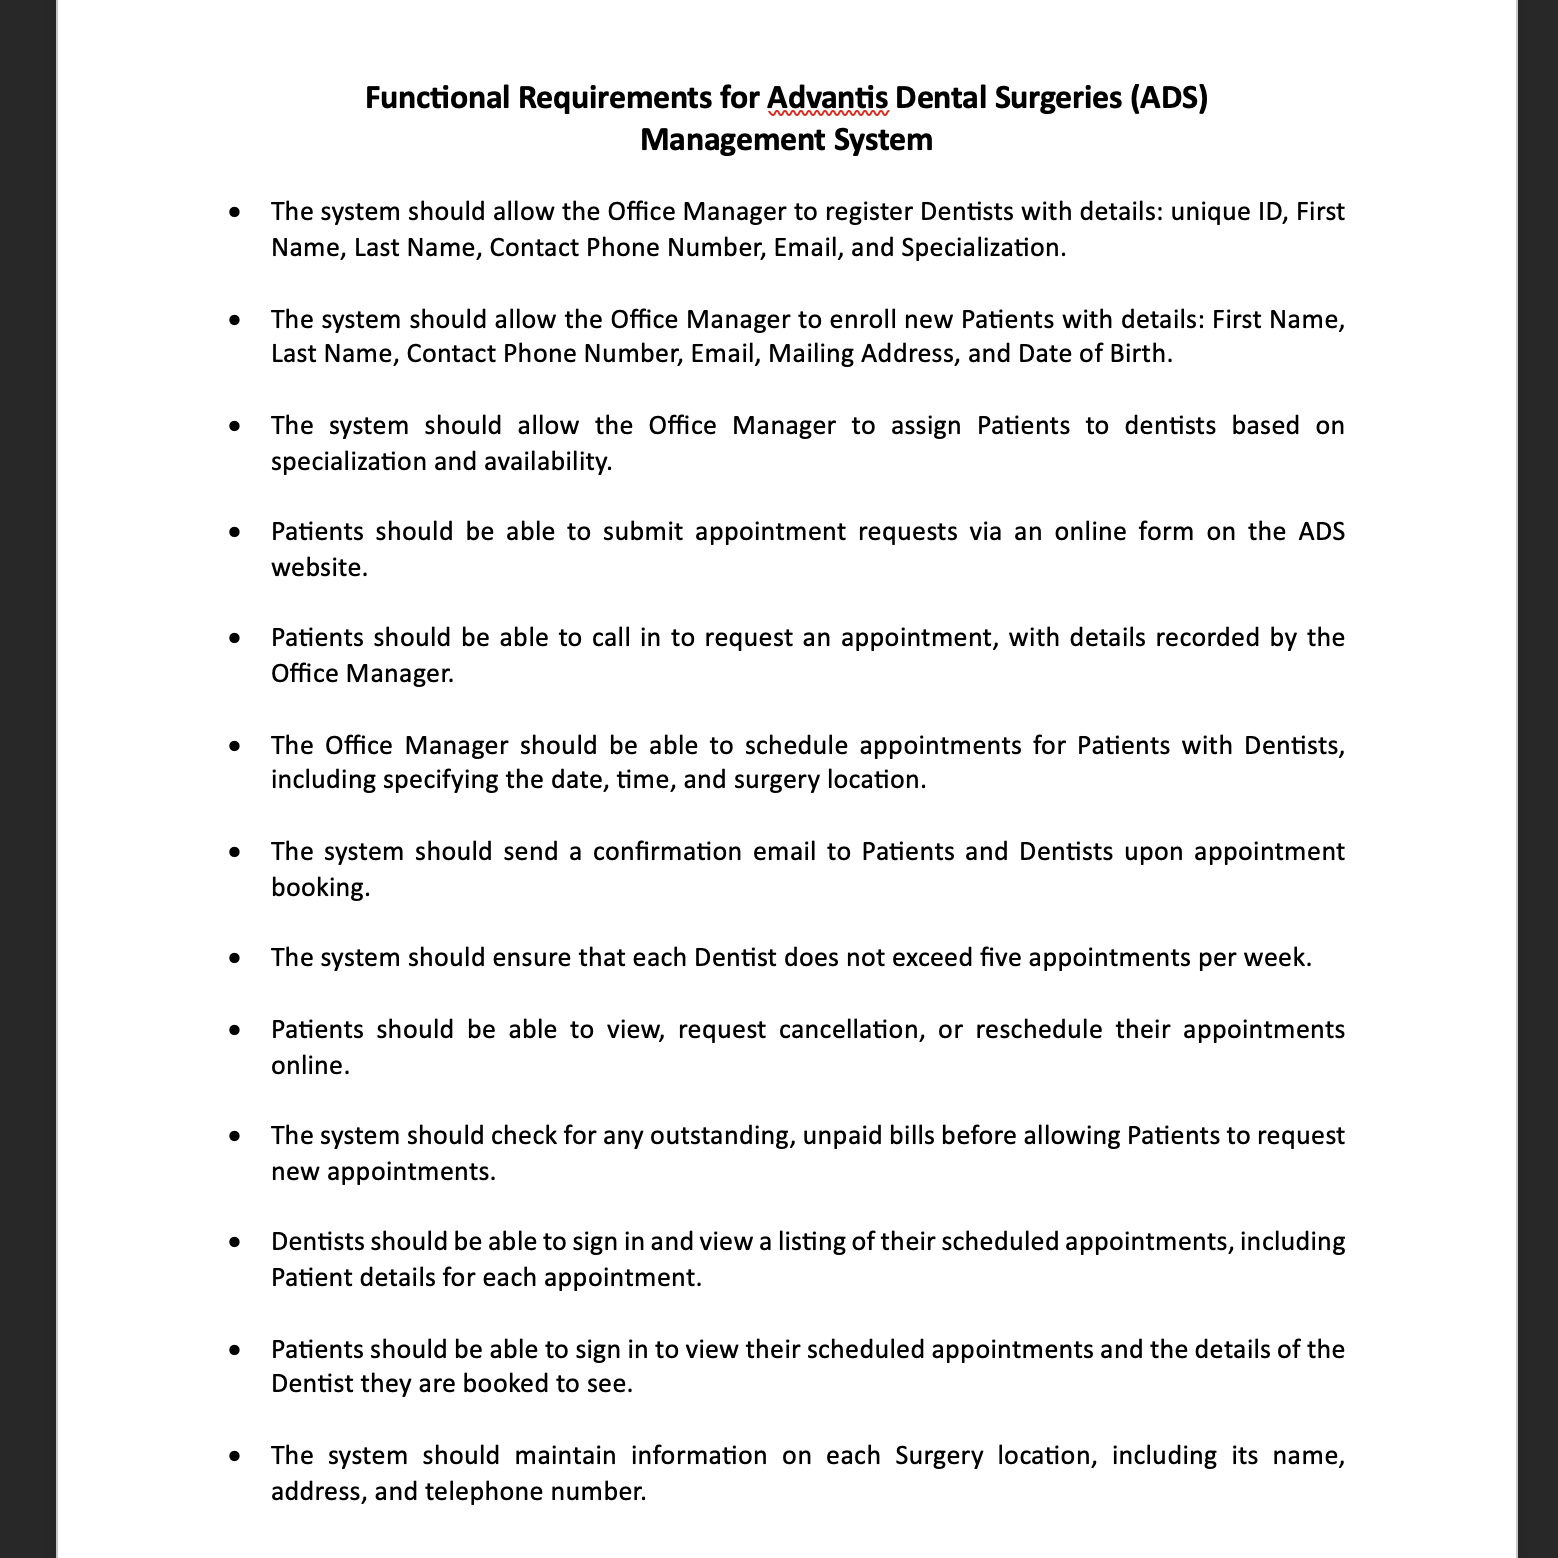 Functional Requirements for Advantis Dental Surgeries (ADS)
Management System
• The system should allow the Office Manager to register Dentists with details: unique ID, First
Name, Last Name, Contact Phone Number, Email, and Specialization.
• The system should allow the Office Manager to enroll new Patients with details: First Name,
Last Name, Contact Phone Number, Email, Mailing Address, and Date of Birth.
• The system should allow the Office Manager to assign Patients to dentists based on
specialization and availability.
• Patients should be able to submit appointment requests via an online form on the ADS
website.
• Patients should be able to call in to request an appointment, with details recorded by the
Office Manager.
• The Office Manager should be able to schedule appointments for Patients with Dentists,
including specifying the date, time, and surgery location.
• The system should send a confirmation email to Patients and Dentists upon appointment
booking.
• The system should ensure that each Dentist does not exceed five appointments per week.
• Patients should be able to view, request cancellation, or reschedule their appointments
online.
• The system should check for any outstanding, unpaid bills before allowing Patients to request
new appointments.
• Dentists should be able to sign in and view a listing of their scheduled appointments, including
Patient details for each appointment.
• Patients should be able to sign in to view their scheduled appointments and the details of the
Dentist they are booked to see.
• The system should maintain information on each Surgery location, including its name,
address, and telephone number.